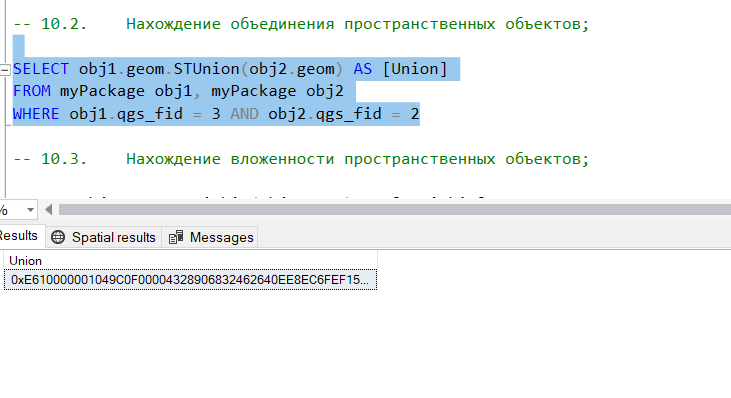 -- 10.2.    Нахождение объединения пространственных объектов;
SELECT obj1.geom.STUnion(obj2.geom) AS [Union]
FROM myPackage obj1, myPackage obj2
WHERE obj1.qgs_fid = 3 AND obj2.qgs_fid = 2
-- 10.3.    Нахождение вложенности пространственных объектов;
%
Results  Spatial results  Messages
Union
0xE610000001049C0F00004328906832462640EE8EC6FEF15...